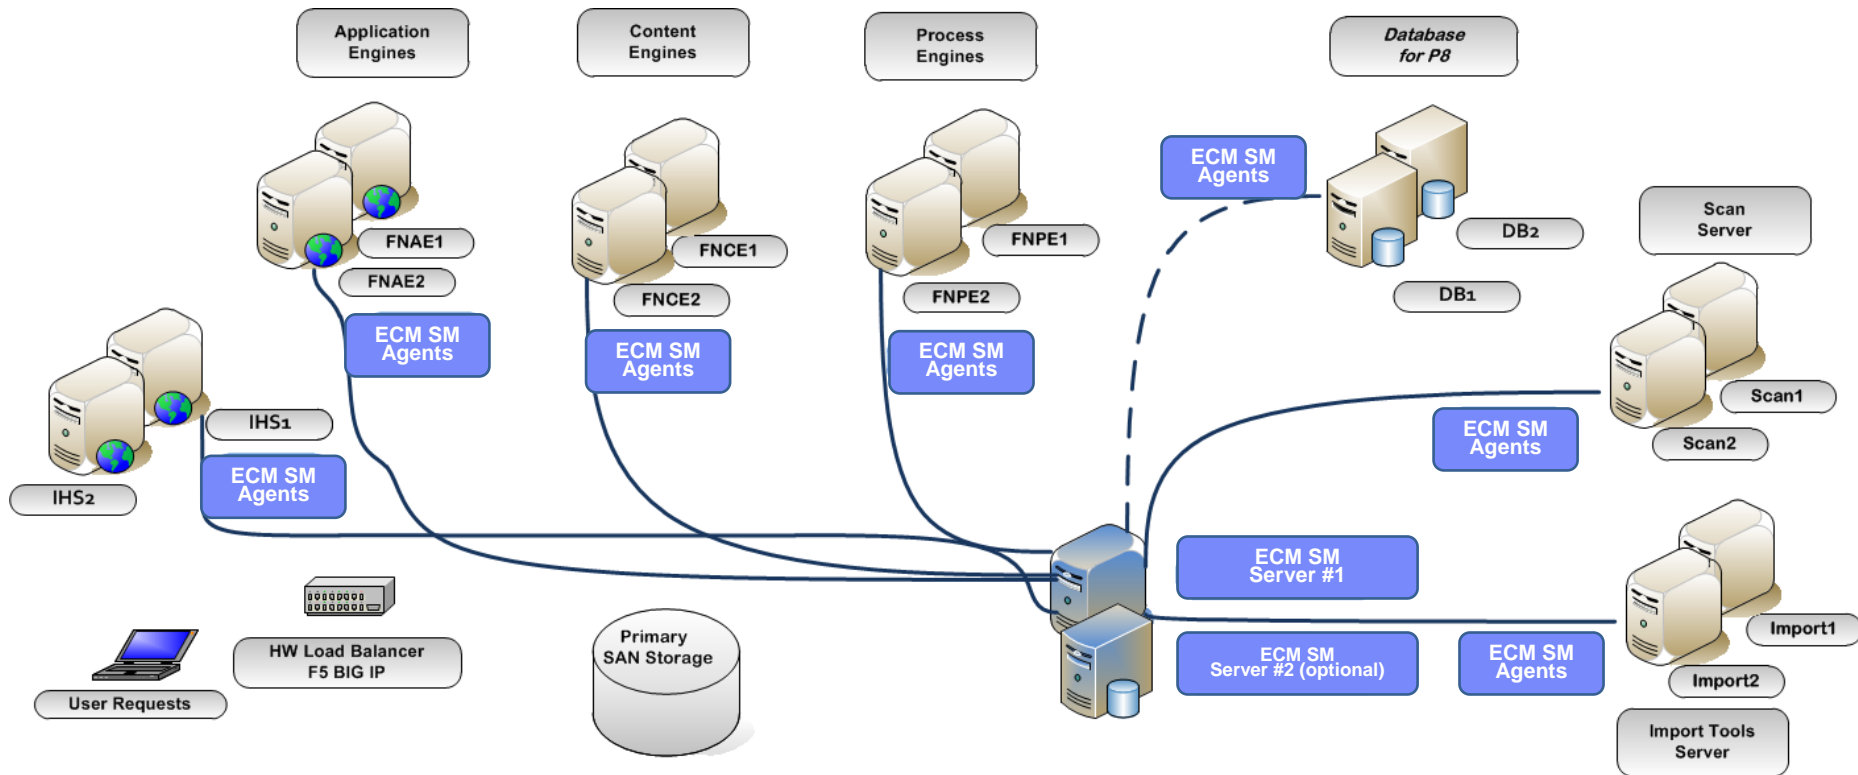 Application
Engines
Content
Engines
Process
Engines
Database
for P8
ECM SM
Agents
Scan
Server
FNAE1
FNAE2
FNCE1
FNCE2
FNPE1
FNPE2
DB2
DB1
ECM SM
Agents
ECM SM
Agents
ECM SM
Agents
Scan1
Scan2
IHS1
IHS2
ECM SM
Agents
ECM SM
Agents
ECM SM
Server #1
ECM SM
Server #2 (optional)
ECM SM
Agents
Import1
Import2
Import Tools
Server
HW Load Balancer
F5 BIG IP
User Requests
Primary
SAN Storage